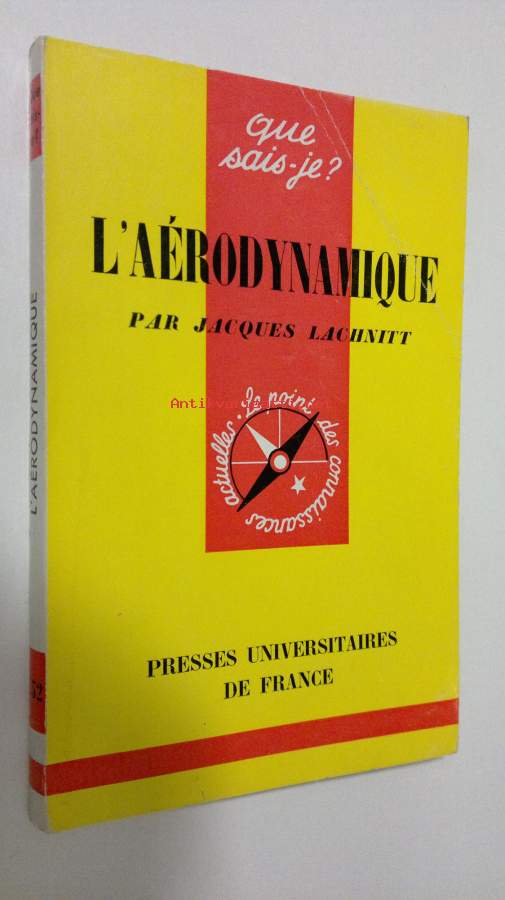 que
sais-je?
L'AÉRODYNAMIQUE
PAR JACQUES LACHNITT
le point des connaissances actuelles.
PRESSES UNIVERSITAIRES
DE FRANCE
L'AÉRODYNAMIQUE